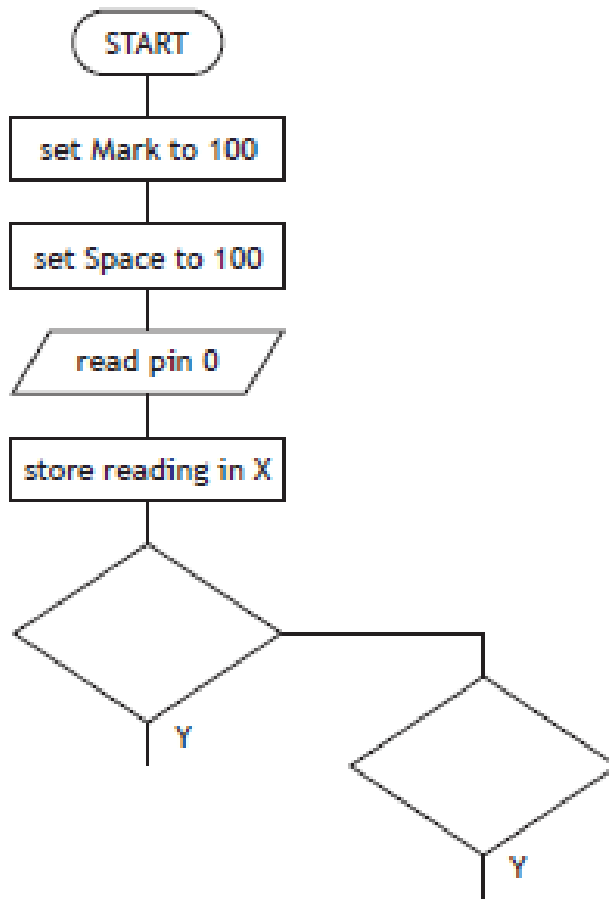 START
set Mark to 100
set Space to 100
read pin 0
store reading in X
Y
Y